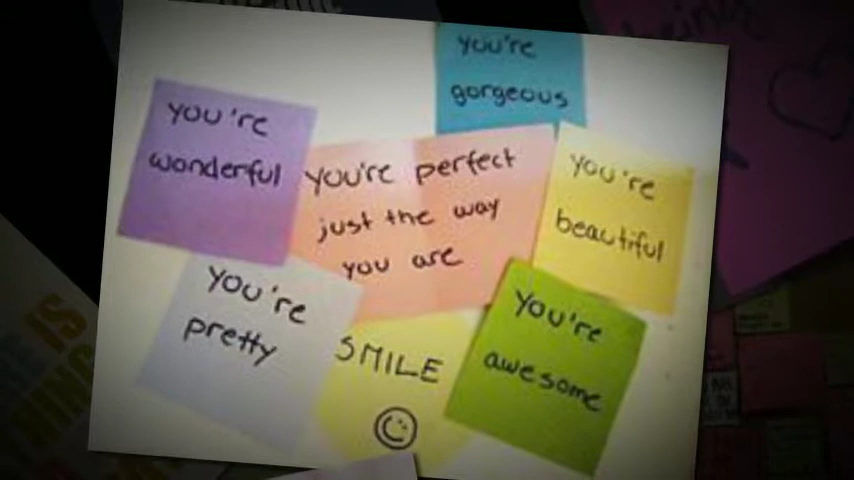 you're
gorgeous
you're
wonderful
you're perfect
just the way
you are
you're
beautiful
you're
pretty
SMILE
you're
awesome
IS